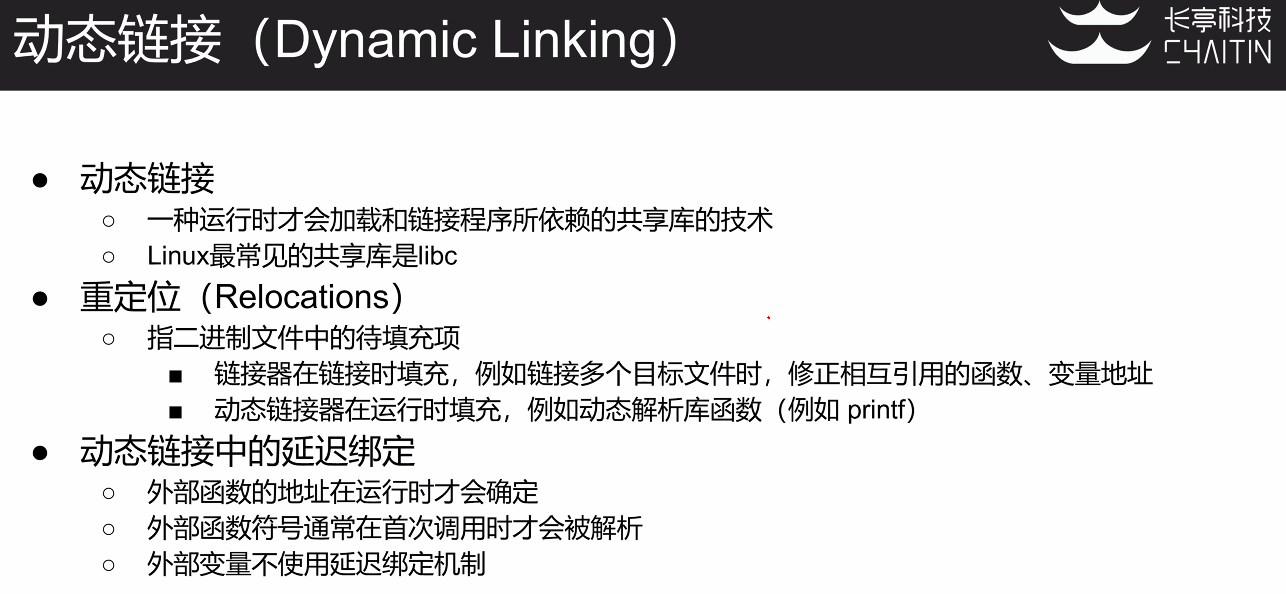 动态链接（Dynamic Linking）
长亭科技
CHAITIN
● 动态链接
○ 一种运行时才会加载和链接程序所依赖的共享库的技术
○ Linux最常见的共享库是libc
● 重定位（Relocations）
○ 指二进制文件中的待填充项
■ 链接器在链接时填充，例如链接多个目标文件时，修正相互引用的函数、变量地址
■ 动态链接器在运行时填充，例如动态解析库函数（例如 printf）
● 动态链接中的延迟绑定
○ 外部函数的地址在运行时才会确定
○ 外部函数符号通常在首次调用时才会被解析
○ 外部变量不使用延迟绑定机制